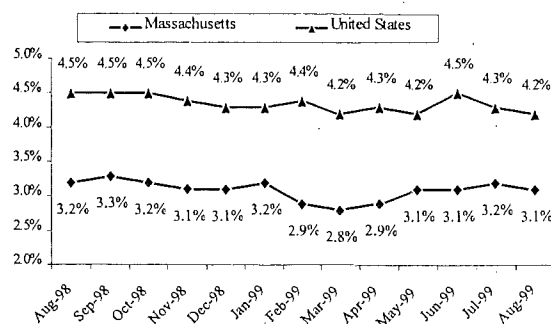 Massachusetts United States
5.0%
4.5% 4.5% 4.5% 4.4% 4.3% 4.3% 4.4% 4.2% 4.3% 4.2% 4.5% 4.3% 4.2%
4.5%
4.0%
3.5%
3.0%
3.2% 3.3% 3.2% 3.1% 3.1% 3.2% 2.9% 2.8% 2.9% 3.1% 3.1% 3.2% 3.1%
2.5%
2.0%
Aug-98 Sep-98 Oct-98 Nov-98 Dec-98 Jan-99 Feb-99 Mar-99 Apr-99 May-99 Jun-99 Jul-99 Aug-99